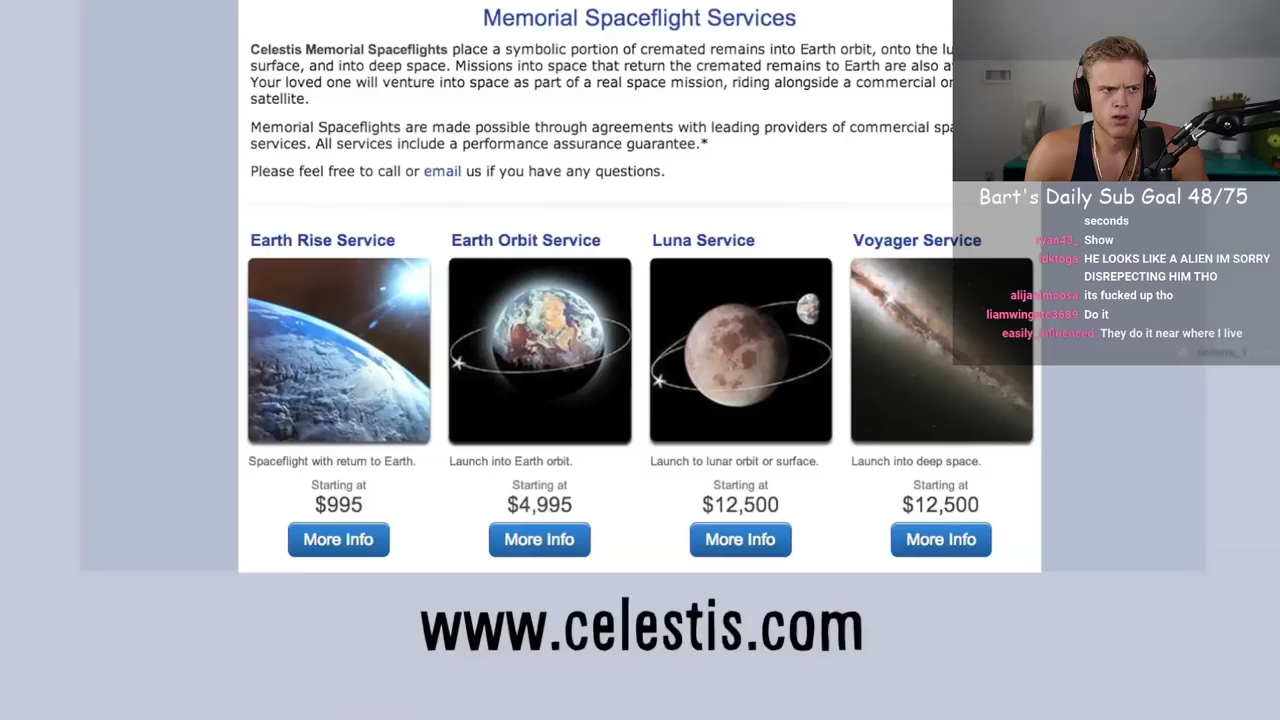 Memorial Spaceflight Services
Celestis Memorial Spaceflights place a symbolic portion of cremated remains into Earth orbit, onto the
surface, and into deep space. Missions into space that return the cremated remains to Earth are also
Your loved one will venture into space as part of a real space mission, riding alongside a commercial
satellite.
Memorial Spaceflights are made possible through agreements with leading providers of commercial
services. All services include a performance assurance guarantee.*
Please feel free to call or email us if you have any questions.
Bart's Daily Sub Goal 48/75
seconds
ryan43_ Show
HE LOOKS LIKE A ALIEN IM SORRY
DISREPECTING HIM THO
its fucked up tho
Do it
easily_influenced They do it near where I live
Earth Rise Service
Earth Orbit Service
Luna Service
Voyager Service
Spaceflight with return to Earth.
Launch into Earth orbit.
Launch to lunar orbit or surface.
Launch into deep space.
Starting at
Starting at
Starting at
Starting at
$995
$4,995
$12,500
$12,500
More Info
More Info
More Info
More Info
www.celestis.com